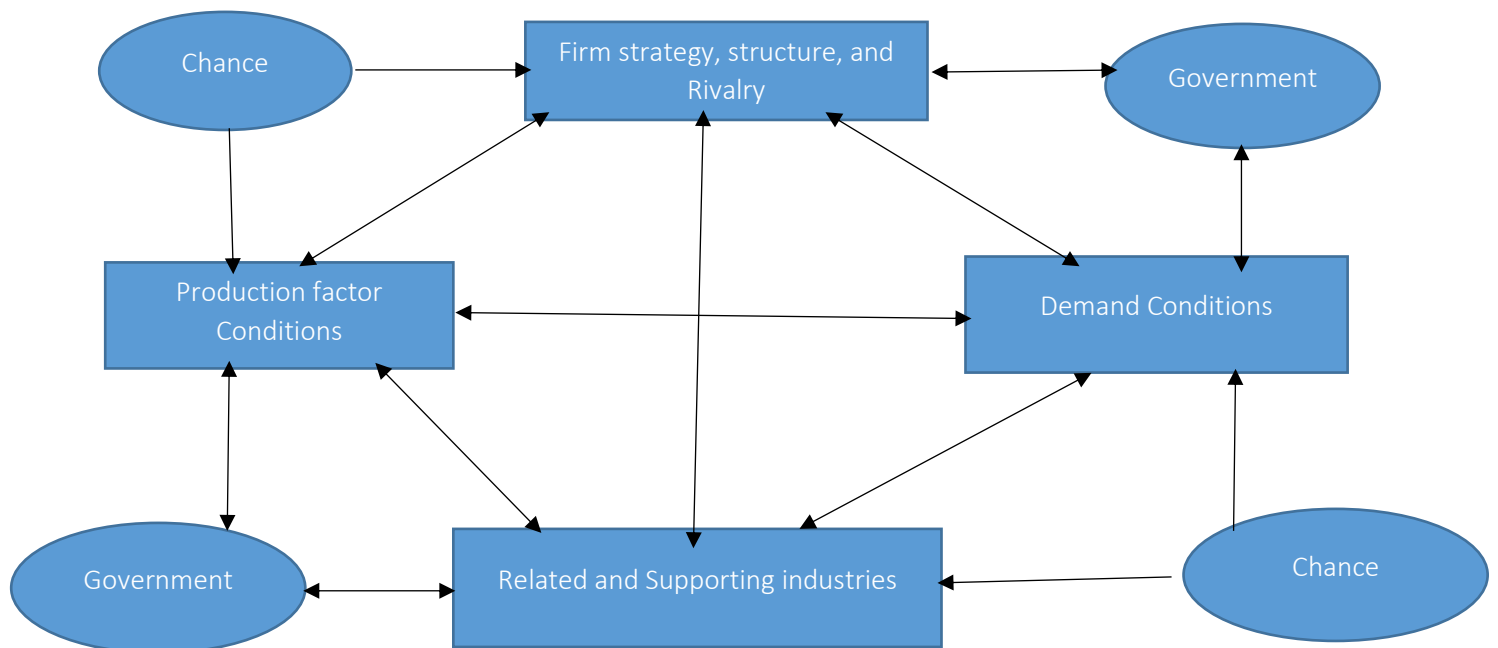 Chance
Firm strategy, structure, and
Rivalry
Government
Production factor
Conditions
Demand Conditions
Government
Related and Supporting industries
Chance